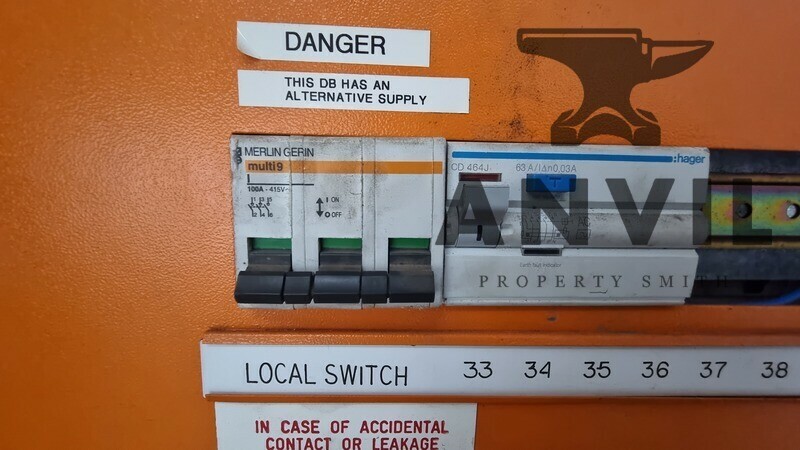 DANGER
THIS DB HAS AN
ALTERNATIVE SUPPLY
MERLIN GERIN
multi9
100A - 415V~
I ON
O OFF
:hager
CD 464J
63 A/IΔn0,03A
T
ANVIL
PROPERTY SMITH
LOCAL SWITCH 33 34 35 36 37 38
IN CASE OF ACCIDENTAL
CONTACT OR LEAKAGE